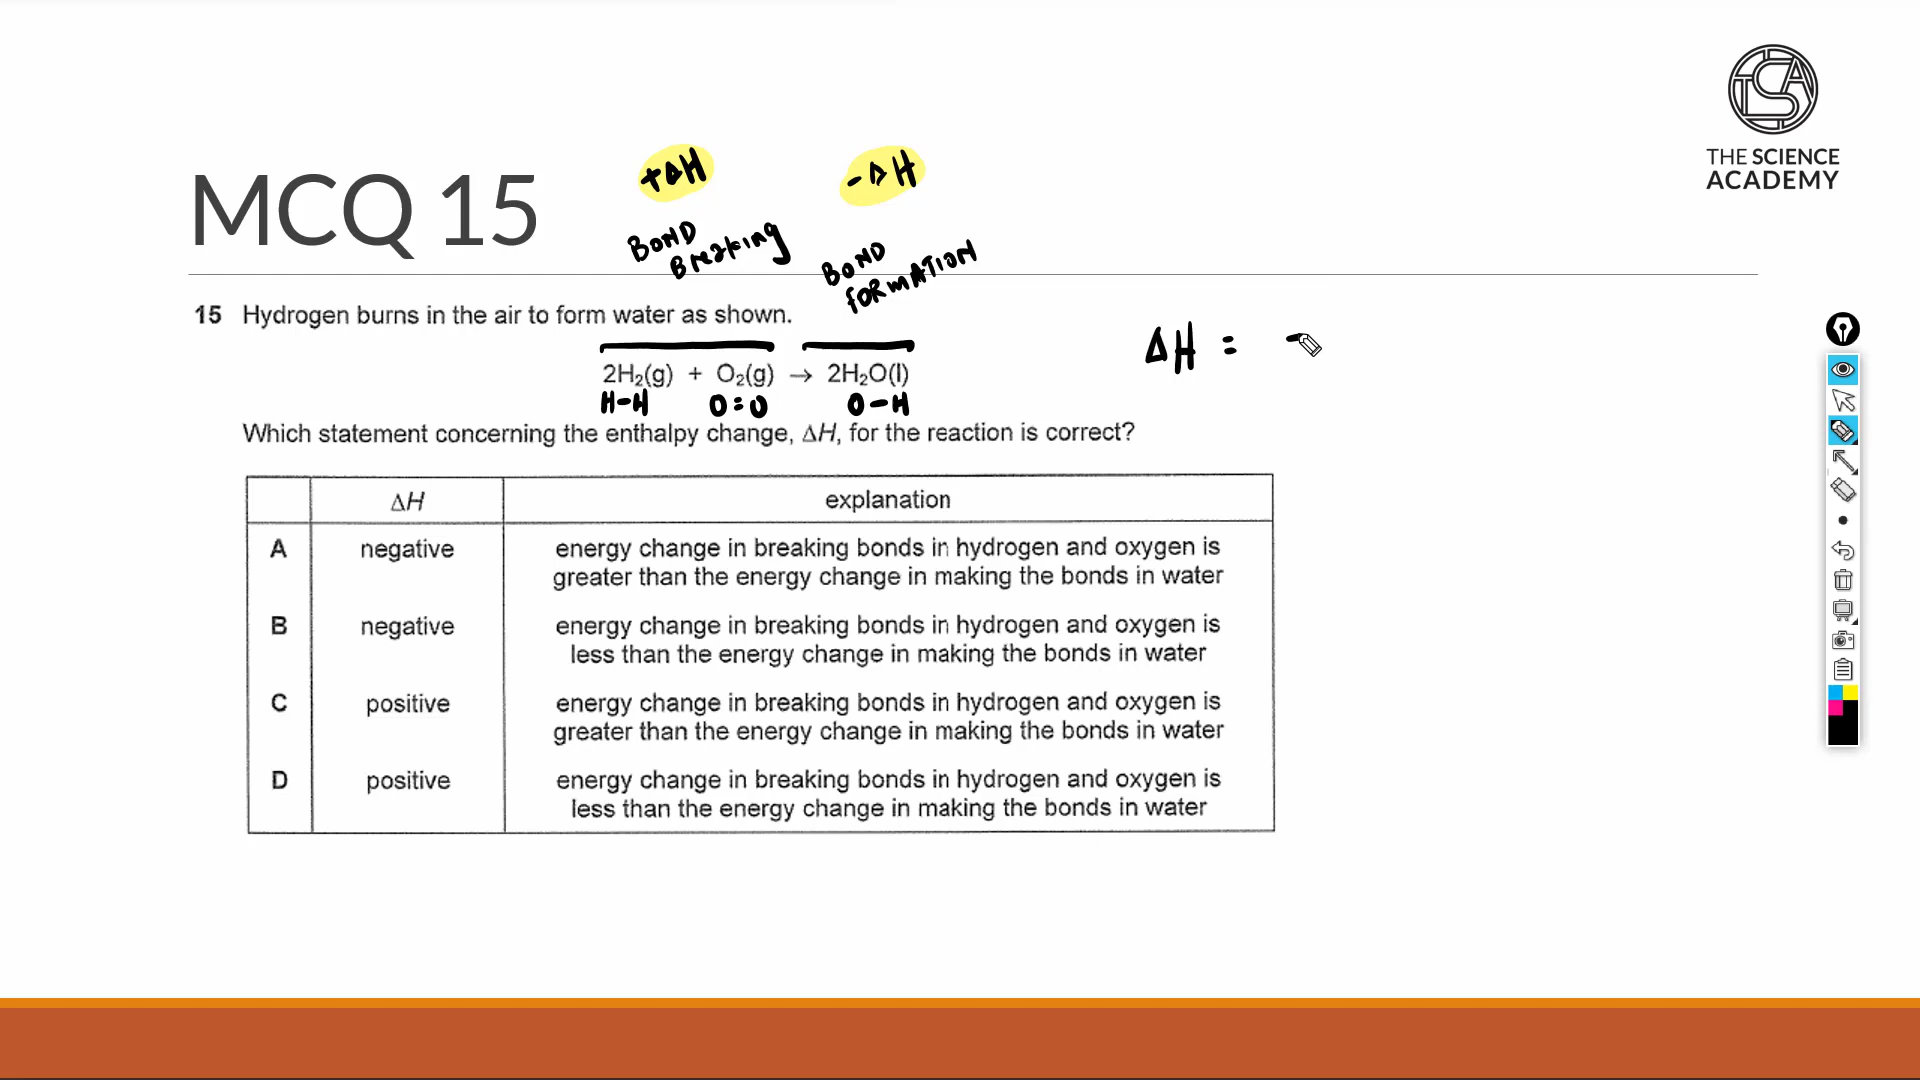 THE SCIENCE
ACADEMY
MCQ 15
+ΔH
-ΔH
BOND
Breaking
BOND
FORMATION
15 Hydrogen burns in the air to form water as shown.
2H₂(g) + O₂(g) → 2H₂O(l)
H-H O=O O-H
ΔH = -
Which statement concerning the enthalpy change, ΔH, for the reaction is correct?
ΔH explanation
A negative energy change in breaking bonds in hydrogen and oxygen is
greater than the energy change in making the bonds in water
B negative energy change in breaking bonds in hydrogen and oxygen is
less than the energy change in making the bonds in water
C positive energy change in breaking bonds in hydrogen and oxygen is
greater than the energy change in making the bonds in water
D positive energy change in breaking bonds in hydrogen and oxygen is
less than the energy change in making the bonds in water